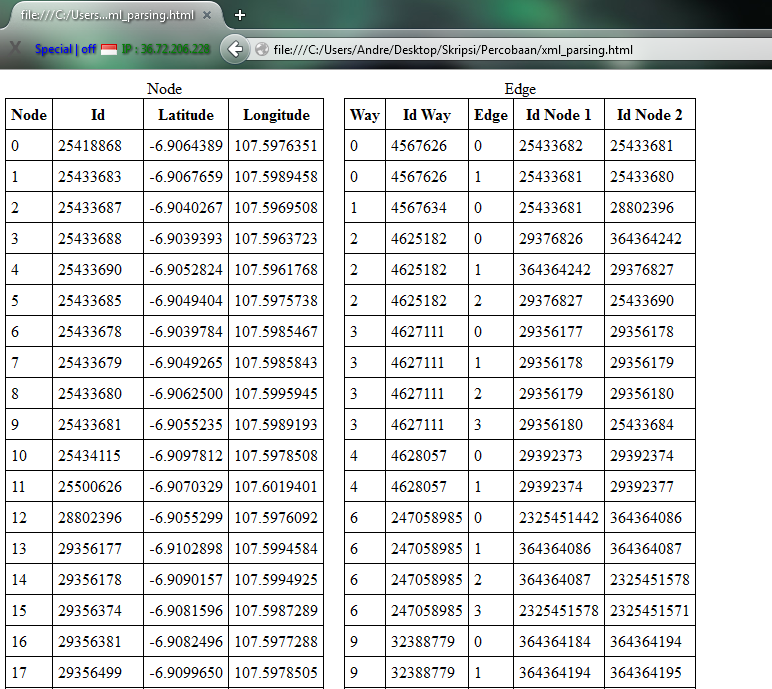 file:///C:/Users...ml_parsing.html × +
X Special | off IP : 36.72.206.228 file:///C:/Users/Andre/Desktop/Skripsi/Percobaan/xml_parsing.html
Node
Node Id Latitude Longitude
0 25418868 -6.9064389 107.5976351
1 25433683 -6.9067659 107.5989458
2 25433687 -6.9040267 107.5969508
3 25433688 -6.9039393 107.5963723
4 25433690 -6.9052824 107.5961768
5 25433685 -6.9049404 107.5975738
6 25433678 -6.9039784 107.5985467
7 25433679 -6.9049265 107.5985843
8 25433680 -6.9062500 107.5995945
9 25433681 -6.9055235 107.5989193
10 25434115 -6.9097812 107.5978508
11 25500626 -6.9070329 107.6019401
12 28802396 -6.9055299 107.5976092
13 29356177 -6.9102898 107.5994584
14 29356178 -6.9090157 107.5994925
15 29356374 -6.9081596 107.5987289
16 29356381 -6.9082496 107.5977288
17 29356499 -6.9099650 107.5978505
Edge
Way Id Way Edge Id Node 1 Id Node 2
0 4567626 0 25433682 25433681
0 4567626 1 25433681 25433680
1 4567634 0 25433681 28802396
2 4625182 0 29376826 364364242
2 4625182 1 364364242 29376827
2 4625182 2 29376827 25433690
3 4627111 0 29356177 29356178
3 4627111 1 29356178 29356179
3 4627111 2 29356179 29356180
3 4627111 3 29356180 25433684
4 4628057 0 29392373 29392374
4 4628057 1 29392374 29392377
6 247058985 0 2325451442 364364086
6 247058985 1 364364086 364364087
6 247058985 2 364364087 2325451578
6 247058985 3 2325451578 2325451571
9 32388779 0 364364184 364364194
9 32388779 1 364364194 364364195